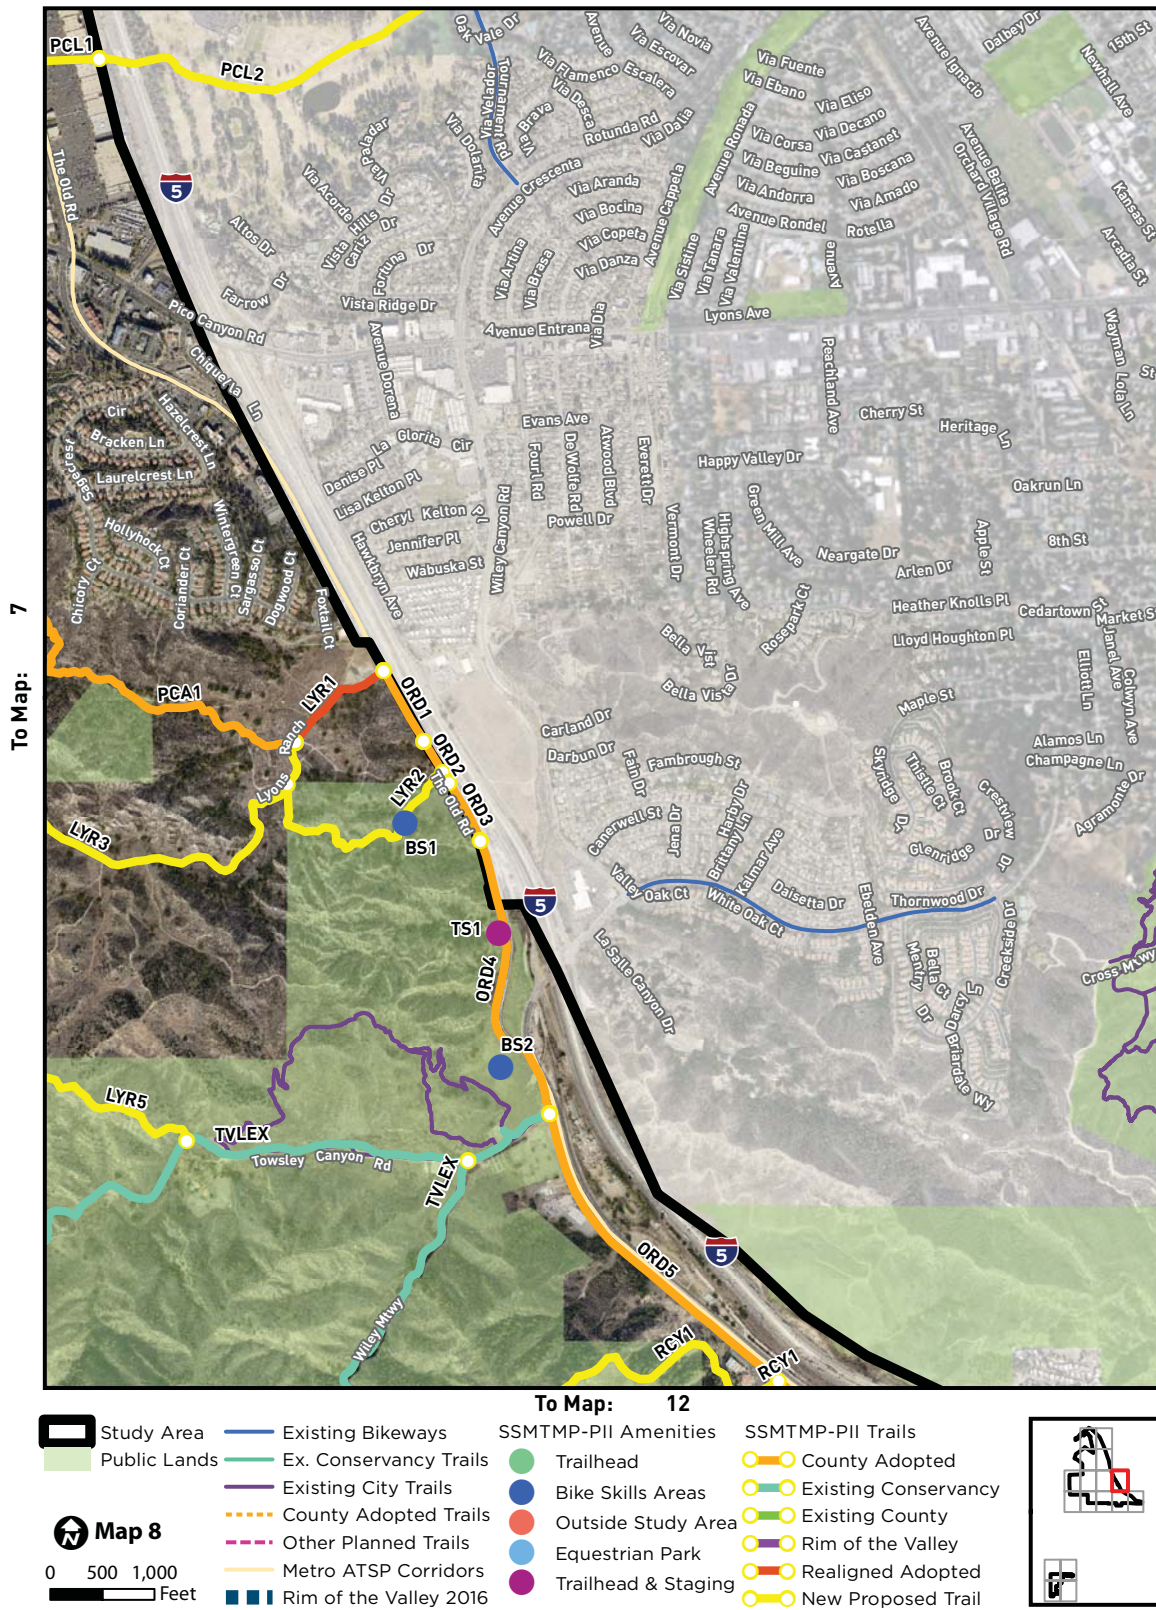 PCL1
PCL2
The Old Rd
5
Oak Vale Dr
Via Velador
Tournament Rd
Avenue
Via Novia
Via Escovar
Via Flamenco
Escalera
Via Desca
Via Brava
Rotunda Rd
Via Dalia
Via Dolarita
Via Fuente
Via Ebano
Via Eliso
Via Decano
Via Corsa
Via Castanet
Via Beguine
Via Boscana
Via Andorra
Via Amado
Avenue Ronada
Avenue Rondel
Rotella
Avenue
Avenue Ignacio
Dalbey Dr
15th St
Newhall Ave
Avenue Balita
Orchard Village Rd
Kansas St
Arcadia St
Via Paladar
Via Acorde
Vista Hills Dr
Cariz Dr
Altos Dr
Fortuna Dr
Farrow Dr
Vista Ridge Dr
Avenue Crescenta
Via Aranda
Via Bocina
Via Copeta
Via Danza
Avenue Cappela
Via Artina
Via Brasa
Via Sistine
Via Tanara
Via Valentina
Pico Canyon Rd
Avenue Entrana
Via Dia
Lyons Ave
Wayman St
Loia Ln
Chiquella Ln
Avenue Dorena
Peachland Ave
Cherry St
Heritage Ln
Cir
Hazelcrest Ln
Bracken Ln
Laurelcrest Ln
Sagecrest
Evans Ave
La Glorita Cir
Denise Pl
Lisa Kelton Pl
Cheryl Kelton Pl
Jennifer Pl
Wabuska St
Hawkbryn Ave
Wiley Canyon Rd
Fourl Rd
DeWolfe Rd
Atwood Blvd
Everett Dr
Powell Dr
Happy Valley Dr
Green Mill Ave
Vermont Dr
Wheeler Rd
Highspring Ave
Neargate Dr
Arlen Dr
Oakrun Ln
8th St
Apple St
Hollyhock Ct
Wintergreen Ct
Chicory Ct
Coriander Ct
Sargasso Ct
Dogwood Ct
Foxtail Ct
Rosepark Ct
Heather Knolls Pl
Cedartown St
Market St
Lloyd Houghton Pl
Janel Ave
Elliott Ln
Colwyn Ave
Bella Vist
Bella Vista Dr
Maple St
To Map: 7
PCA1
LYR1
ORD1
Lyons Ranch
ORD2
The Old Rd
ORD3
LYR2
LYR3
BS1
Carland Dr
Darbun Dr
Fain Dr
Fambrough St
Alamos Ln
Champagne Ln
Agramonte Dr
Skyridge Dr
Thistle Ct
Brook Ct
Crestview Dr
Glenridge Dr
Canerwell St
Jenal Dr
Harby Dr
Brittany Ln
Kalmar Ave
Valley Oak Ct
White Oak Ct
Daisetta Dr
Ebelden Ave
Thornwood Dr
Creekside Dr
5
TS1
ORD4
BS2
La Salle Canyon Dr
Mentry Dr
Bella Ct
Darcy Ln
Briardale Wy
Cross Mtwy
LYR5
TVLEX
Towsley Canyon Rd
TVLEX
ORD5
5
Wiley Mtwy
RCY1
RCY1
To Map: 12
Study Area
Public Lands
N
Map 8
0 500 1,000
Feet
Existing Bikeways
Ex. Conservancy Trails
Existing City Trails
County Adopted Trails
Other Planned Trails
Metro ATSP Corridors
Rim of the Valley 2016
SSMTMP-PII Amenities
Trailhead
Bike Skills Areas
Outside Study Area
Equestrian Park
Trailhead & Staging
SSMTMP-PII Trails
County Adopted
Existing Conservancy
Existing County
Rim of the Valley
Realigned Adopted
New Proposed Trail